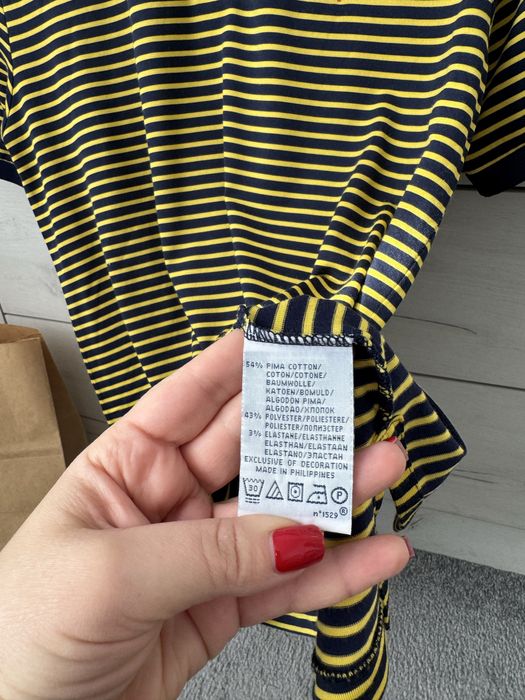 54% PIMA COTTON/
COTON/COTONE/
BAUMWOLLE/
KATOEN/BOMULD/
ALGODON PIMA/
ALGODAO/ХЛОПОК
43% POLYESTER/POLIESTERE/
POLIESTER/ПОЛИЭСТЕР
3% ELASTANE/ELASTHANNE
ELASTHAN/ELASTAAN
ELASTANO/ЭЛАСТАН
EXCLUSIVE OF DECORATION
MADE IN PHILIPPINES
30 P
n°1529 ®